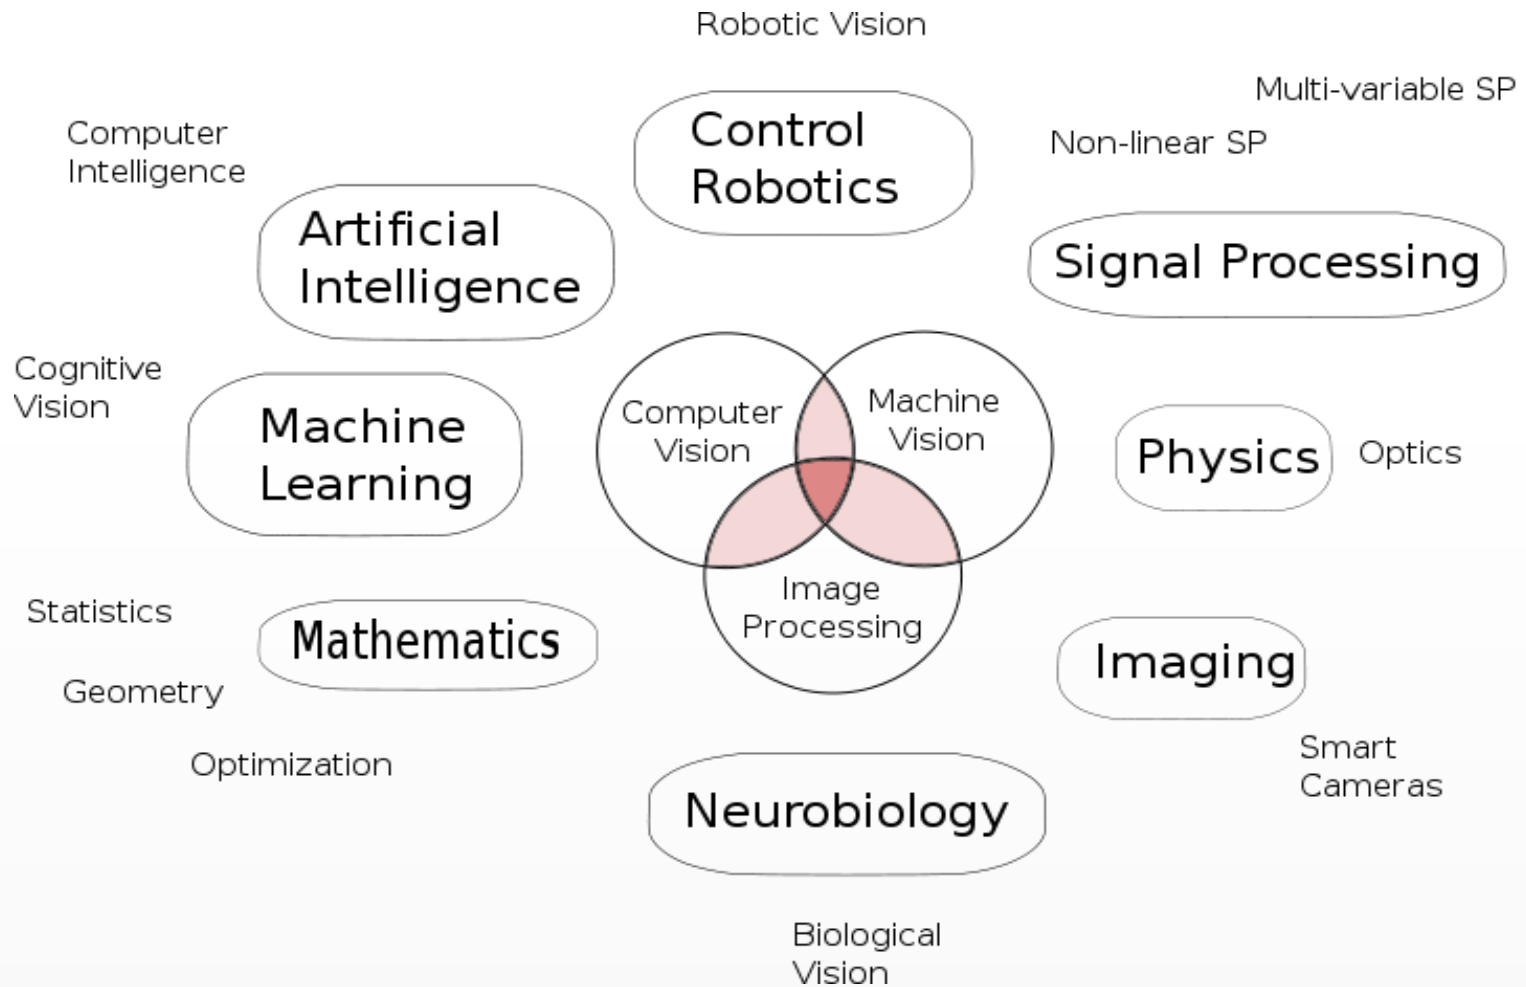 Robotic Vision
Multi-variable SP
Non-linear SP
Computer
Intelligence
Control
Robotics
Artificial
Intelligence
Signal Processing
Cognitive
Vision
Machine
Learning
Computer
Vision
Machine
Vision
Physics
Optics
Image
Processing
Statistics
Mathematics
Geometry
Optimization
Imaging
Smart
Cameras
Neurobiology
Biological
Vision